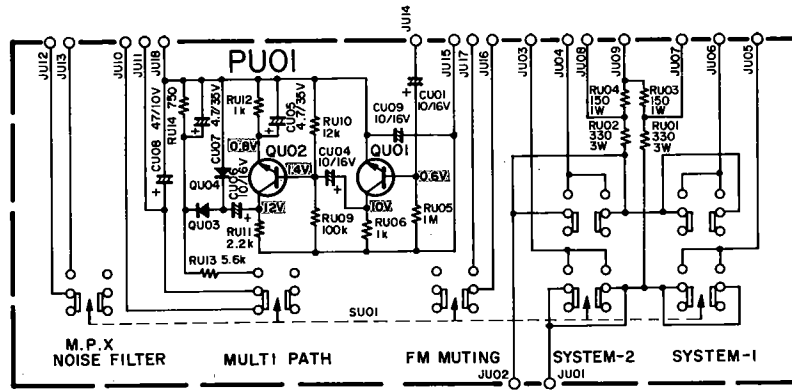 JU14
JU12
JU13
JU10
JU11
JU18
PU01
JU15
JU17
JU16
JU03
JU04
JU08
JU09
JU07
JU06
JU05
CU08 47/10V
RU14 750
4.7/35V
CU07
RU12
1k
CU05
4.7/35V
RU10
12k
CU09
10/16V
CU01
10/16V
RU04
150
1W
RU03
150
1W
RU02
330
3W
RU01
330
3W
0.8V
QU02
CU04
10/16V
QU01
1.4V
0.6V
QU04
CU06
10/16V
QU03
12V
10V
RU11
2.2k
RU09
100k
RU06
1k
RU05
1M
RU13 5.6k
SU01
M.P.X
NOISE FILTER
MULTI PATH
FM MUTING
SYSTEM-2
SYSTEM-1
JU02
JU01